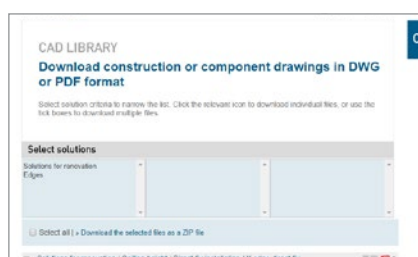 CAD LIBRARY
Download construction or component drawings in DWG
or PDF format
Select solution criteria to narrow the list. Click the relevant icon to download individual files, or use the
tick boxes to download multiple files.
Select solutions
Solutions for renovation
Edges
Select all | » Download the selected files as a ZIP file